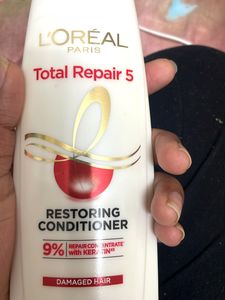 L'ORÉAL
PARIS
Total Repair 5
RESTORING
CONDITIONER
9% REPAIR CONCENTRATE
with KERATIN
DAMAGED HAIR